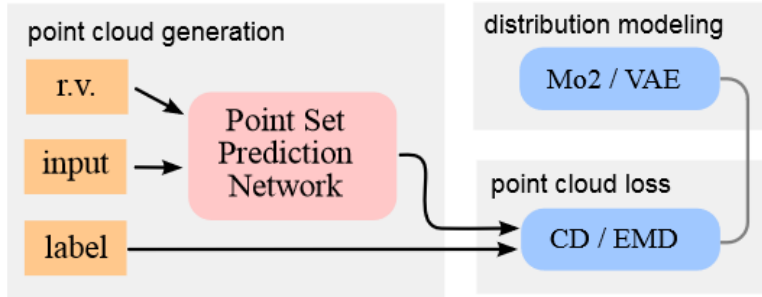 point cloud generation
r.v.
input
label
Point Set
Prediction
Network
distribution modeling
Mo2 / VAE
point cloud loss
CD / EMD